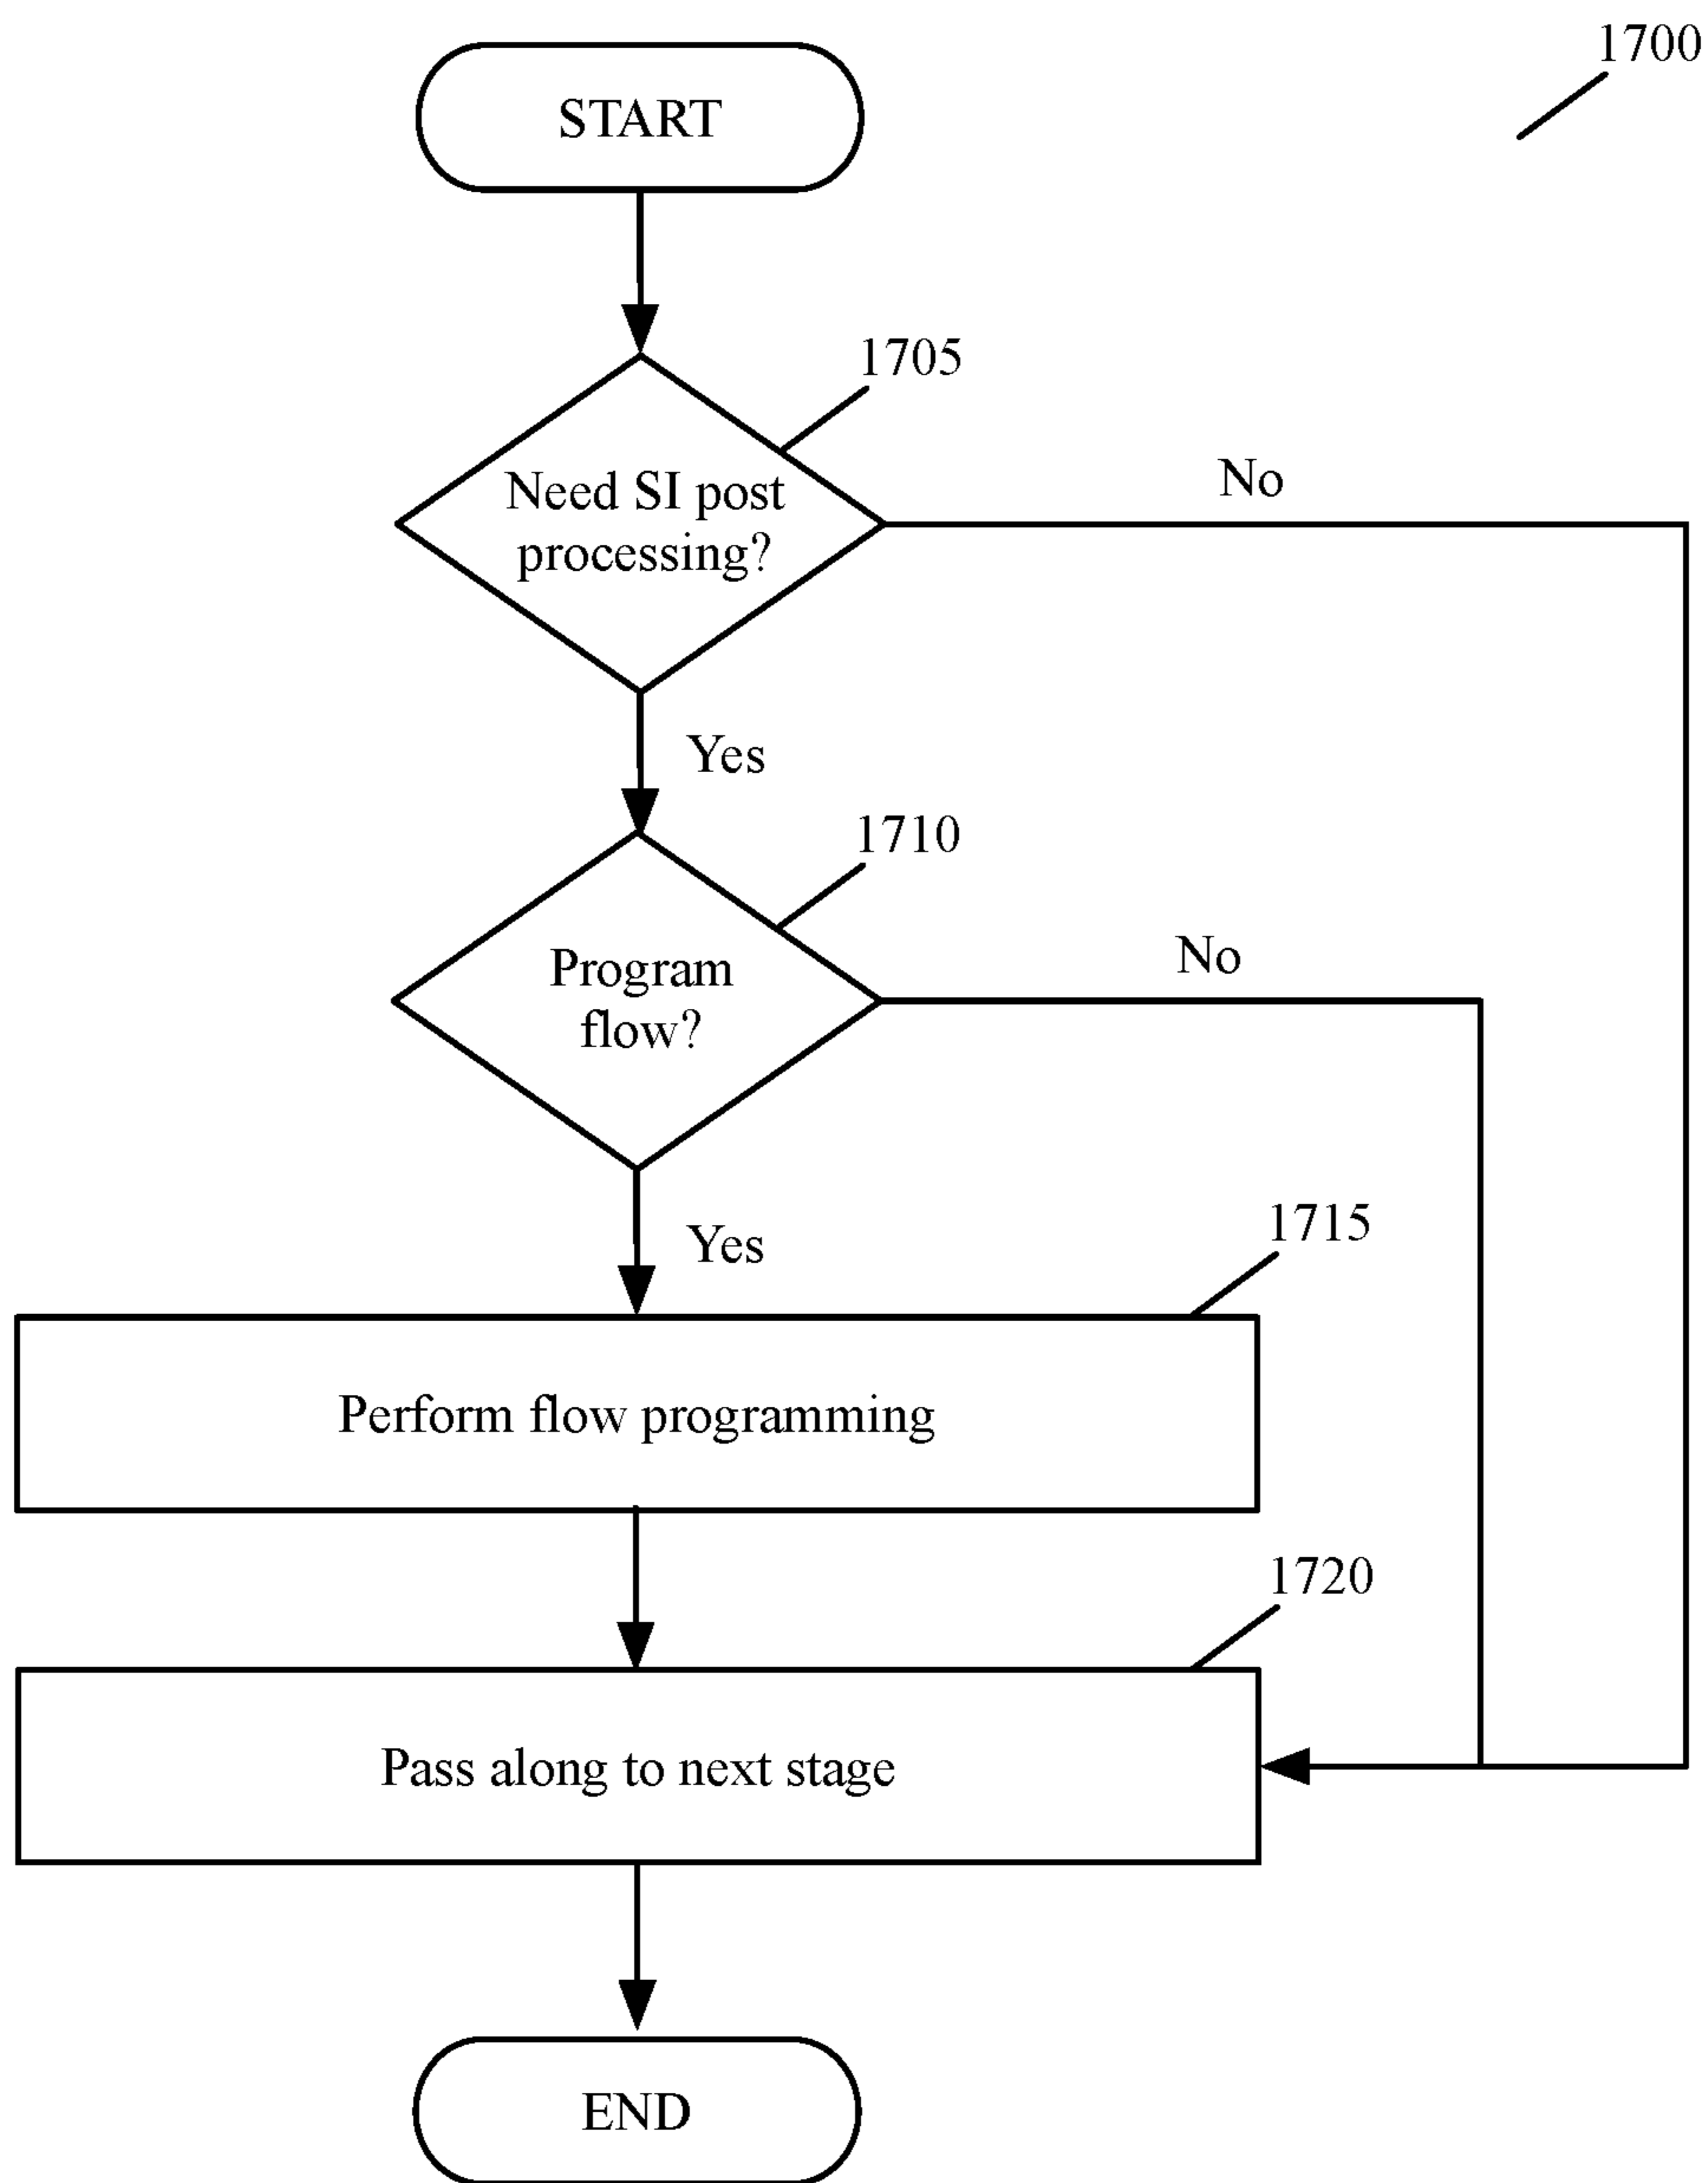 1700
START
1705
Need SI post
processing?
No
Yes
1710
Program
flow?
No
Yes
1715
Perform flow programming
1720
Pass along to next stage
END